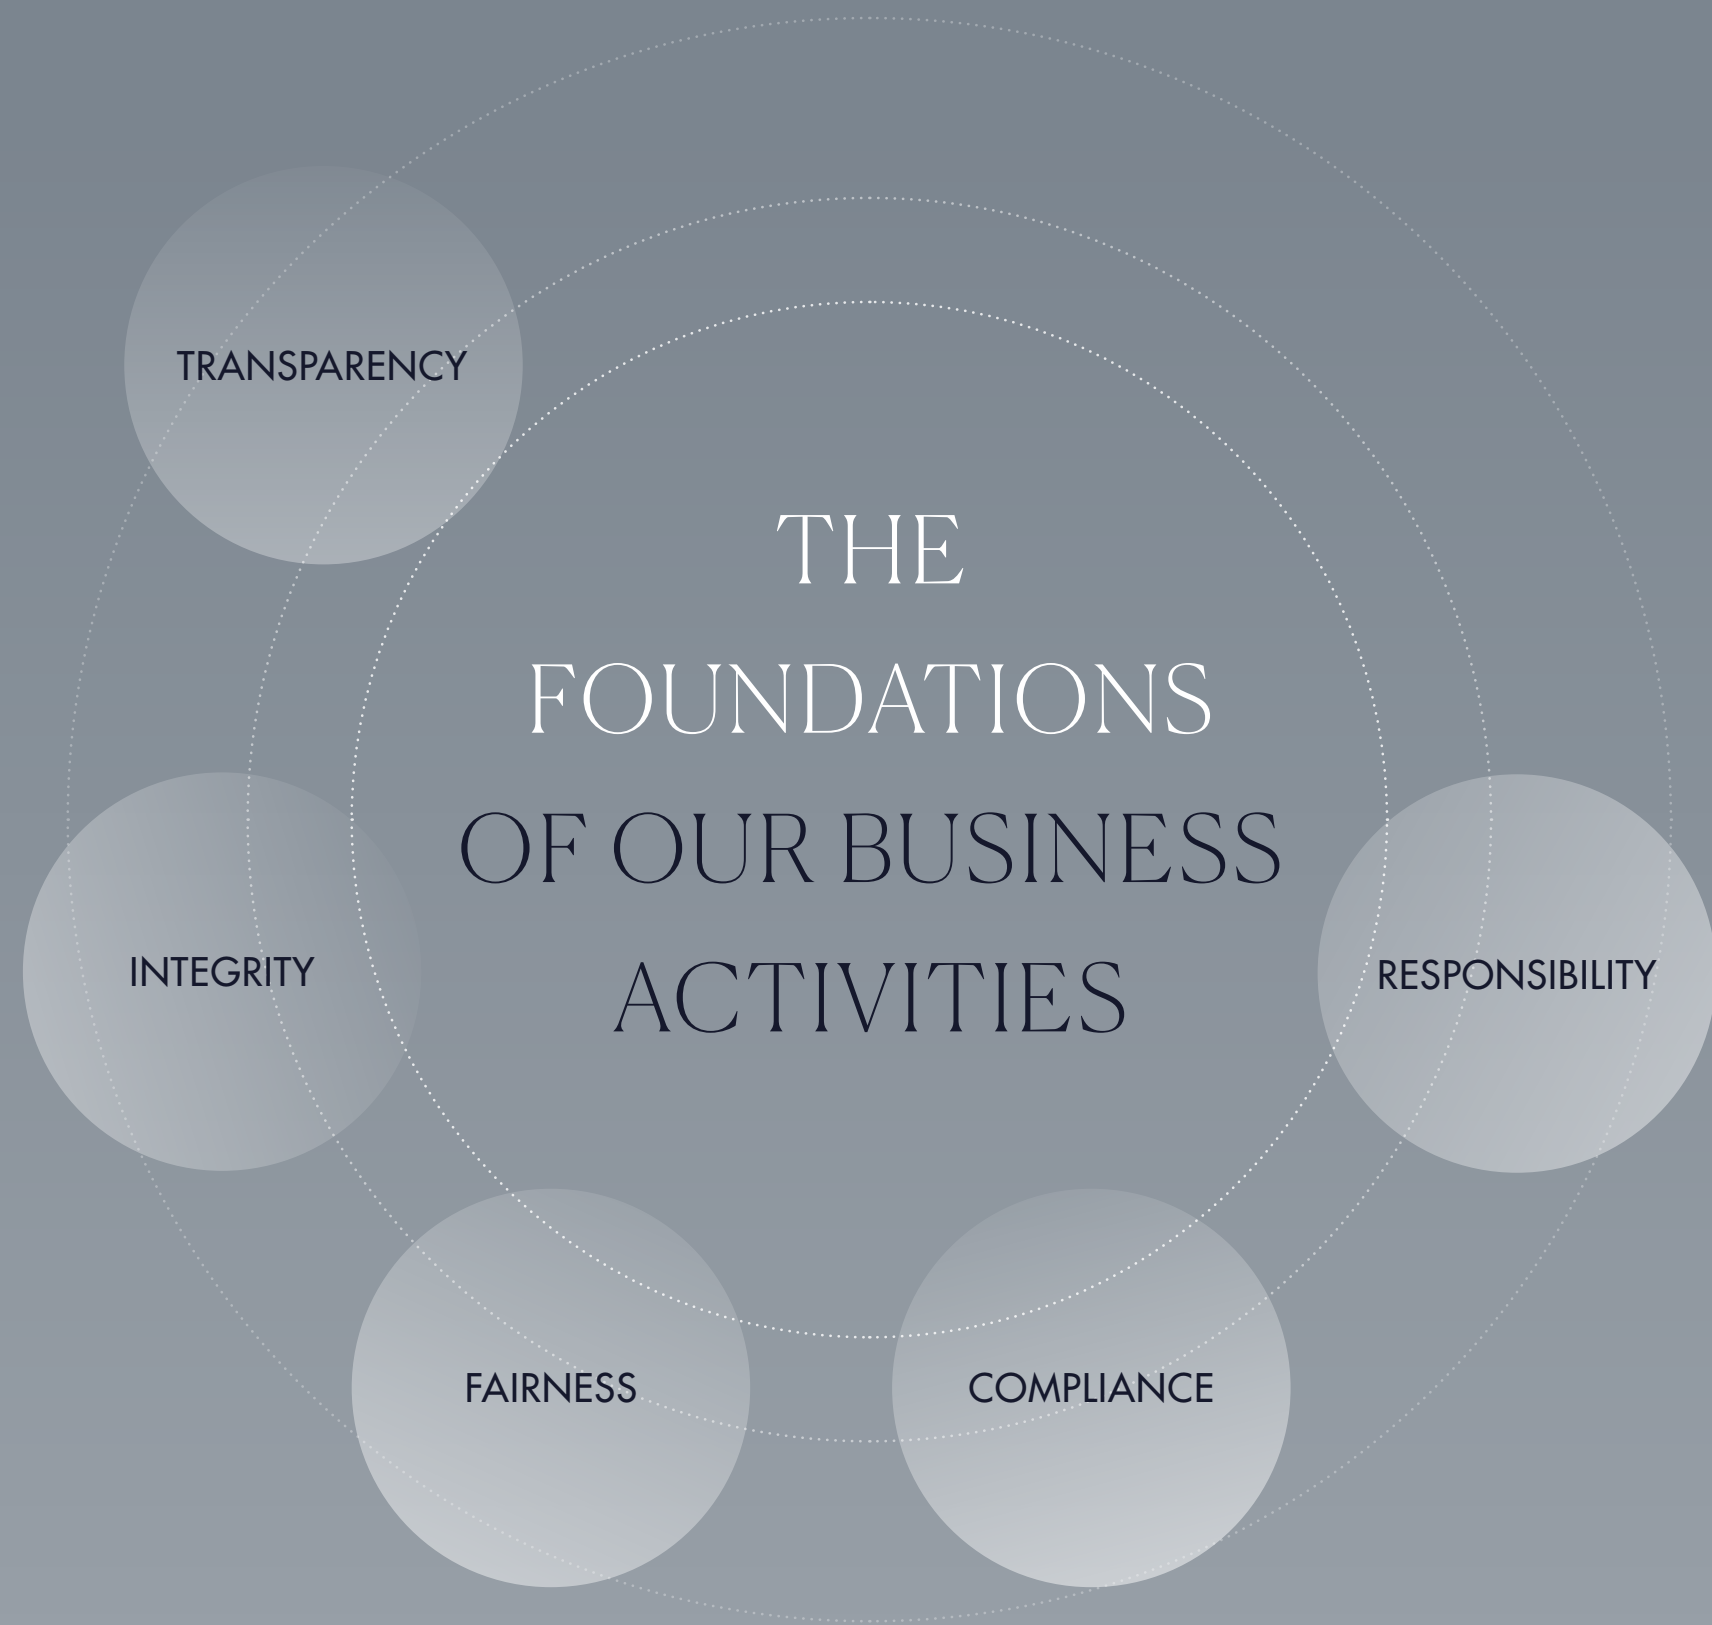 TRANSPARENCY
THE
FOUNDATIONS
OF OUR BUSINESS
ACTIVITIES
INTEGRITY
RESPONSIBILITY
FAIRNESS
COMPLIANCE